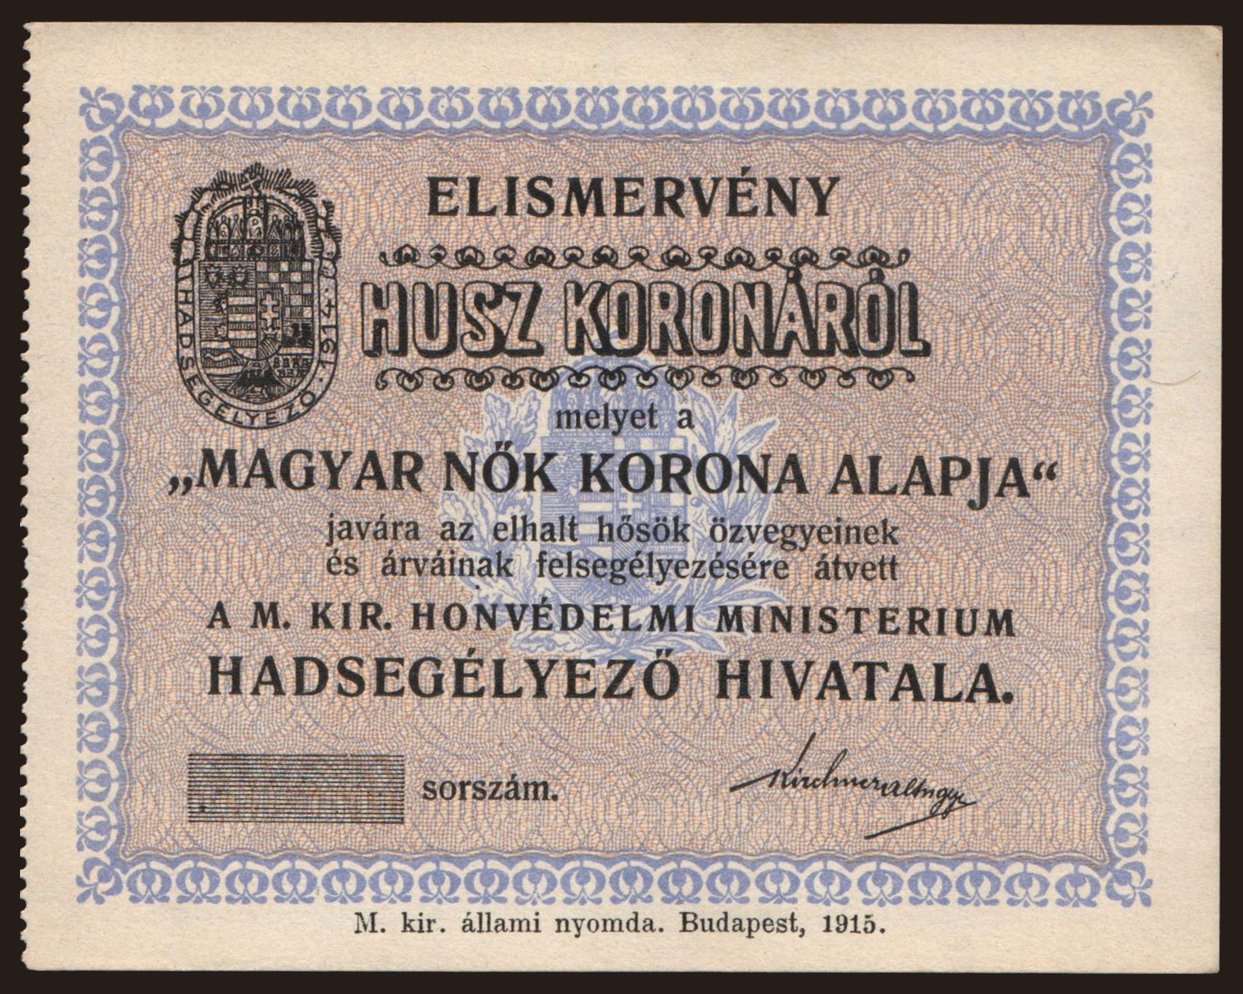 ELISMERVÉNY
HADSEGÉLYEZŐ · 1914 ·
HUSZ KORONÁRÓL
melyet a
„MAGYAR NŐK KORONA ALAPJA“
javára az elhalt hősök özvegyeinek
és árváinak felsegélyezésére átvett
A M. KIR. HONVÉDELMI MINISTERIUM
HADSEGÉLYEZŐ HIVATALA.
sorszám.
M. kir. állami nyomda. Budapest, 1915.